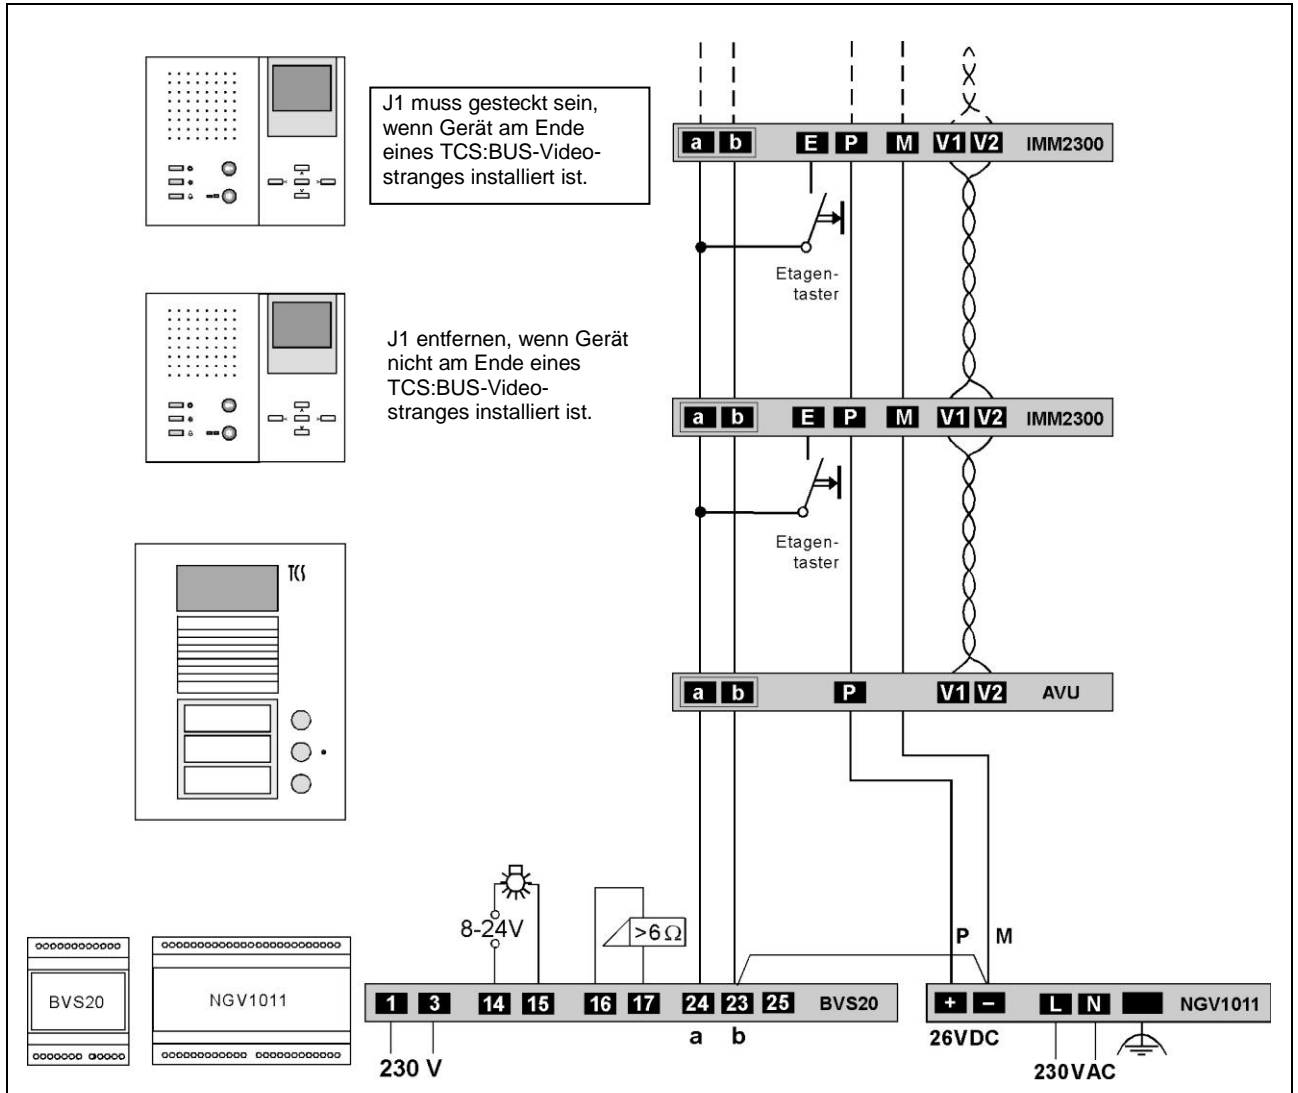 J1 muss gesteckt sein,
wenn Gerät am Ende
eines TCS:BUS-Video-
stranges installiert ist.
a b E P M V1 V2 IMM2300
Etagen-
taster
J1 entfernen, wenn Gerät
nicht am Ende eines
TCS:BUS-Video-
stranges installiert ist.
a b E P M V1 V2 IMM2300
Etagen-
taster
TCS
a b P V1 V2 AVU
8-24V
>6 Ω
P M
BVS20
NGV1011
1 3 14 15 16 17 24 23 25 BVS20
+ – L N NGV1011
a b
26VDC
230 V
230VAC